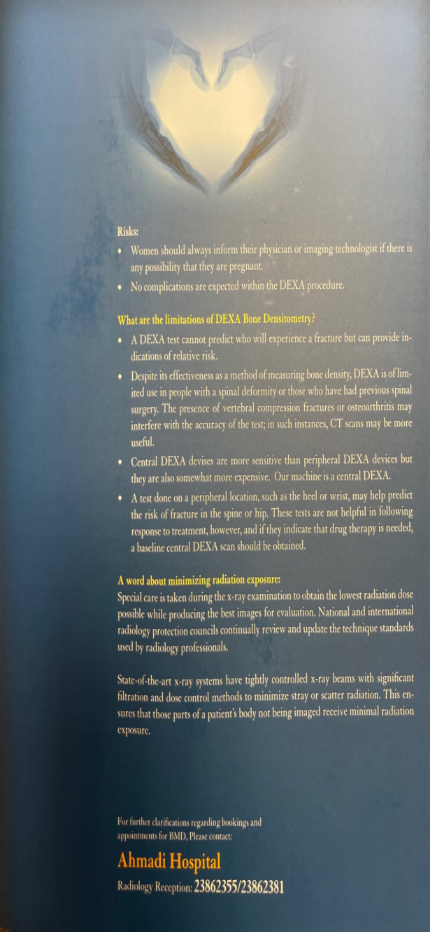 Risks:
• Women should always inform their physician or imaging technologist if there is
any possibility that they are pregnant.
• No complications are expected within the DEXA procedure.
What are the limitations of DEXA Bone Densitometry?
• A DEXA test cannot predict who will experience a fracture but can provide in-
dications of relative risk.
• Despite its effectiveness as a method of measuring bone density, DEXA is of lim-
ited use in people with a spinal deformity or those who have had previous spinal
surgery. The presence of vertebral compression fractures or osteoarthritis may
interfere with the accuracy of the test; in such instances, CT scans may be more
useful.
• Central DEXA devises are more sensitive than peripheral DEXA devices but
they are also somewhat more expensive. Our machine is a central DEXA.
• A test done on a peripheral location, such as the heel or wrist, may help predict
the risk of fracture in the spine or hip. These tests are not helpful in following
response to treatment, however, and if they indicate that drug therapy is needed,
a baseline central DEXA scan should be obtained.
A word about minimizing radiation exposure:
Special care is taken during the x-ray examination to obtain the lowest radiation dose
possible while producing the best images for evaluation. National and international
radiology protection councils continually review and update the technique standards
used by radiology professionals.
State-of-the-art x-ray systems have tightly controlled x-ray beams with significant
filtration and dose control methods to minimize stray or scatter radiation. This en-
sures that those parts of a patient's body not being imaged receive minimal radiation
exposure.
For further clarifications regarding bookings and
appointments for BMD, Please contact:
Ahmadi Hospital
Radiology Reception: 23862355/23862381